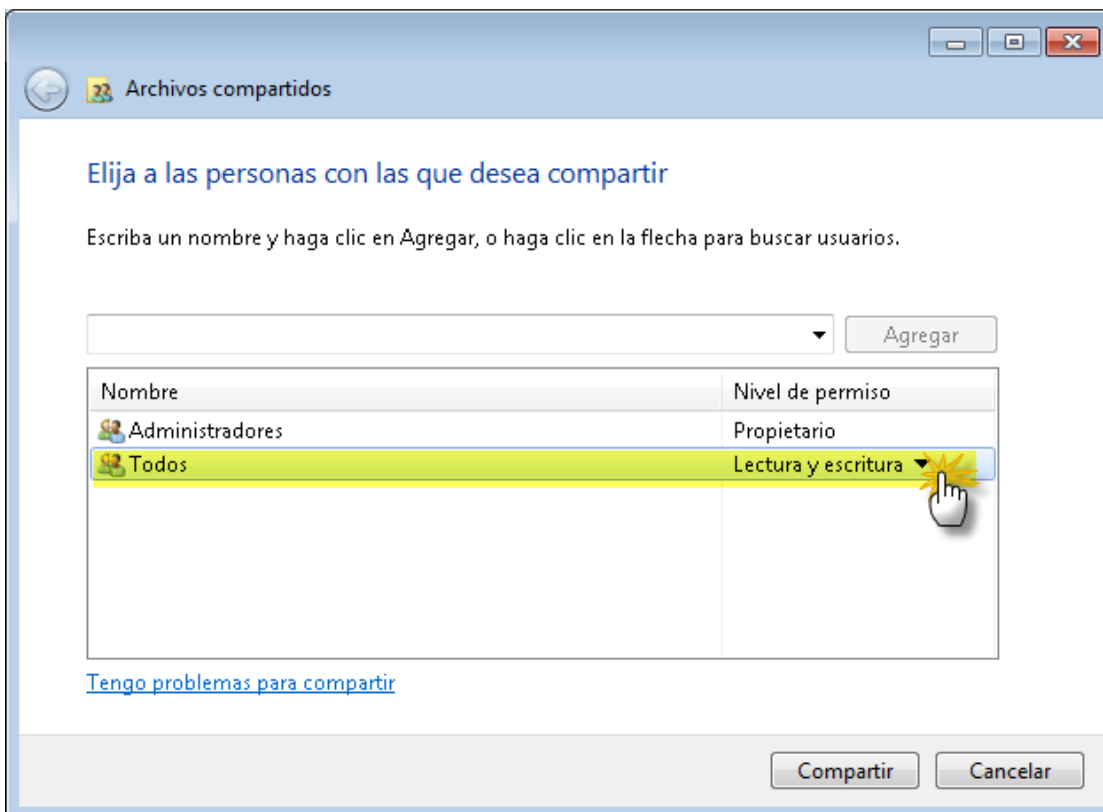 Archivos compartidos
Elija a las personas con las que desea compartir
Escriba un nombre y haga clic en Agregar, o haga clic en la flecha para buscar usuarios.
Agregar
Nombre Nivel de permiso
Administradores Propietario
Todos Lectura y escritura
Tengo problemas para compartir
Compartir Cancelar